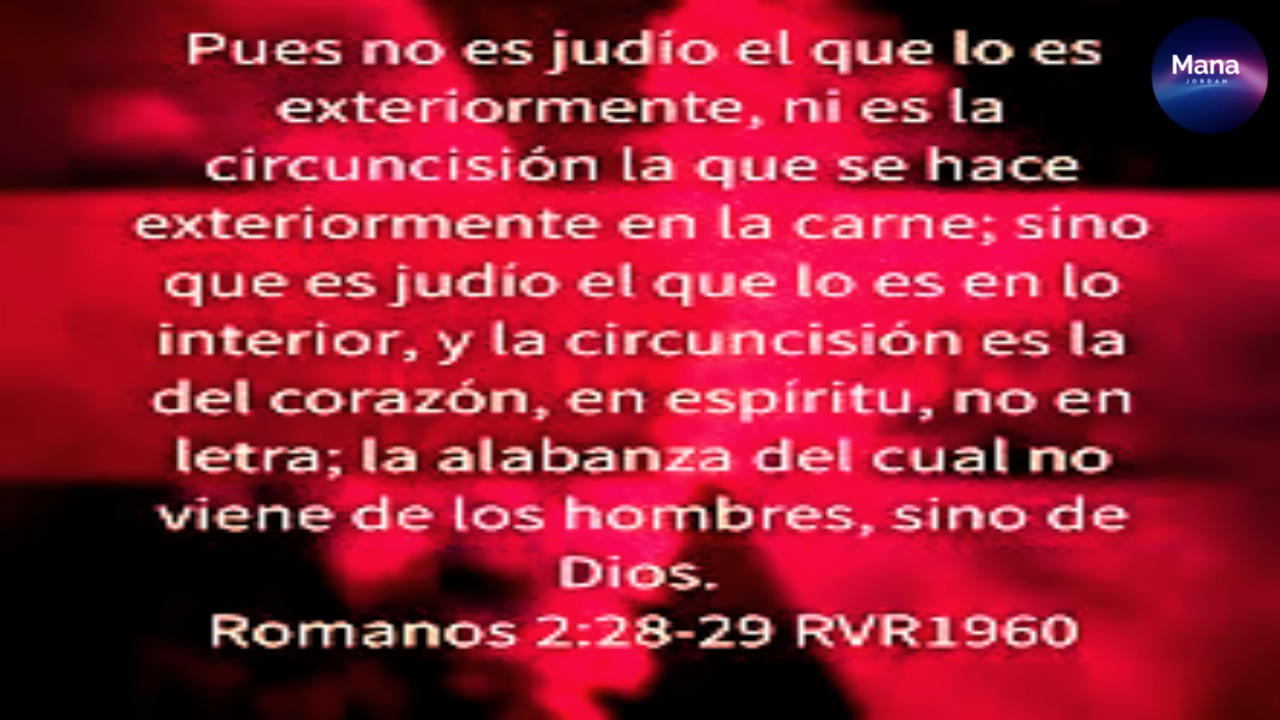 Pues no es judío el que lo es
exteriormente, ni es la
circuncisión la que se hace
exteriormente en la carne; sino
que es judío el que lo es en lo
interior, y la circuncisión es la
del corazón, en espíritu, no en
letra; la alabanza del cual no
viene de los hombres, sino de
Dios.
Romanos 2:28-29 RVR1960
Mana
JORDAN